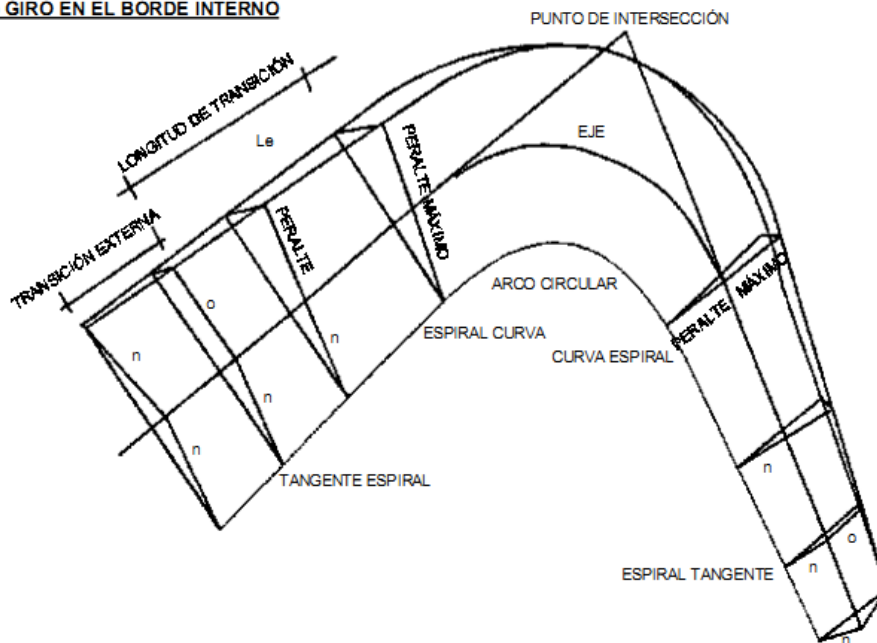 GIRO EN EL BORDE INTERNO
PUNTO DE INTERSECCIÓN
LONGITUD DE TRANSICIÓN
Le
EJE
PERALTE MÁXIMO
PERALTE
TRANSICIÓN EXTERNA
o
n
n
n
n
ARCO CIRCULAR
ESPIRAL CURVA
CURVA ESPIRAL
PERALTE MÁXIMO
TANGENTE ESPIRAL
n
o
n
ESPIRAL TANGENTE
n